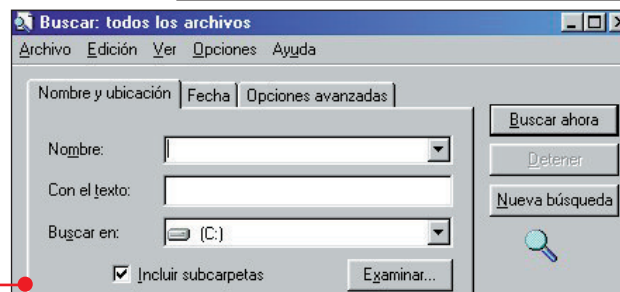 Buscar: todos los archivos
Archivo Edición Ver Opciones Ayuda
Nombre y ubicación Fecha Opciones avanzadas
Nombre:
Con el texto:
Buscar en: (C:)
Incluir subcarpetas Examinar...
Buscar ahora
Detener
Nueva búsqueda